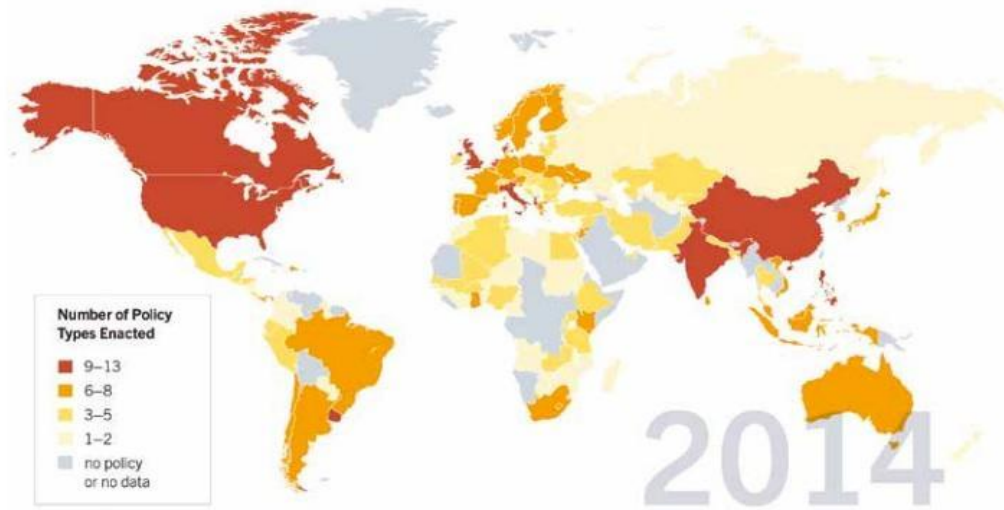 Number of Policy
Types Enacted
9–13
6–8
3–5
1–2
no policy
or no data
2014